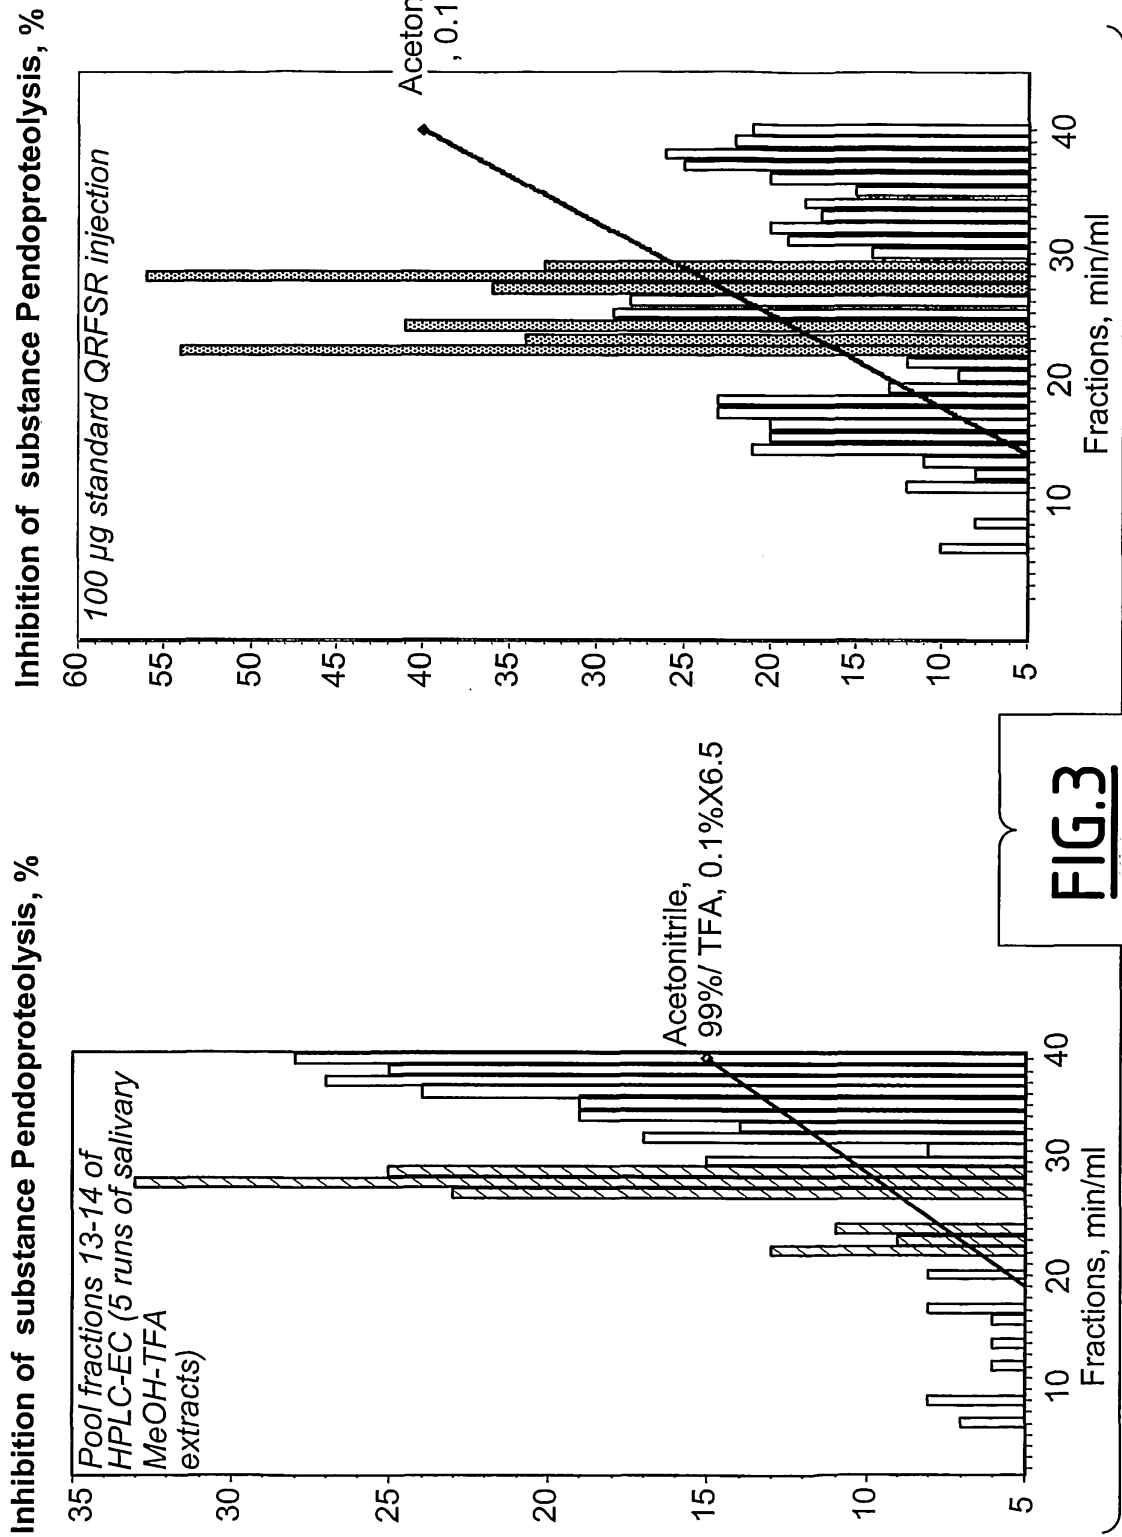 Inhibition of substance Pendoproteolysis, %
Pool fractions 13-14 of
HPLC-EC (5 runs of salivary
MeOH-TFA
extracts)
35
30
25
20
15
10
5
10
20
30
40
Fractions, min/ml
Acetonitrile,
99%/ TFA, 0.1%X6.5
Inhibition of substance Pendoproteolysis, %
100 µg standard QRFSR injection
60
55
50
45
40
35
30
25
20
15
10
5
10
20
30
40
Fractions, min/ml
Aceton
, 0.1
FIG.3